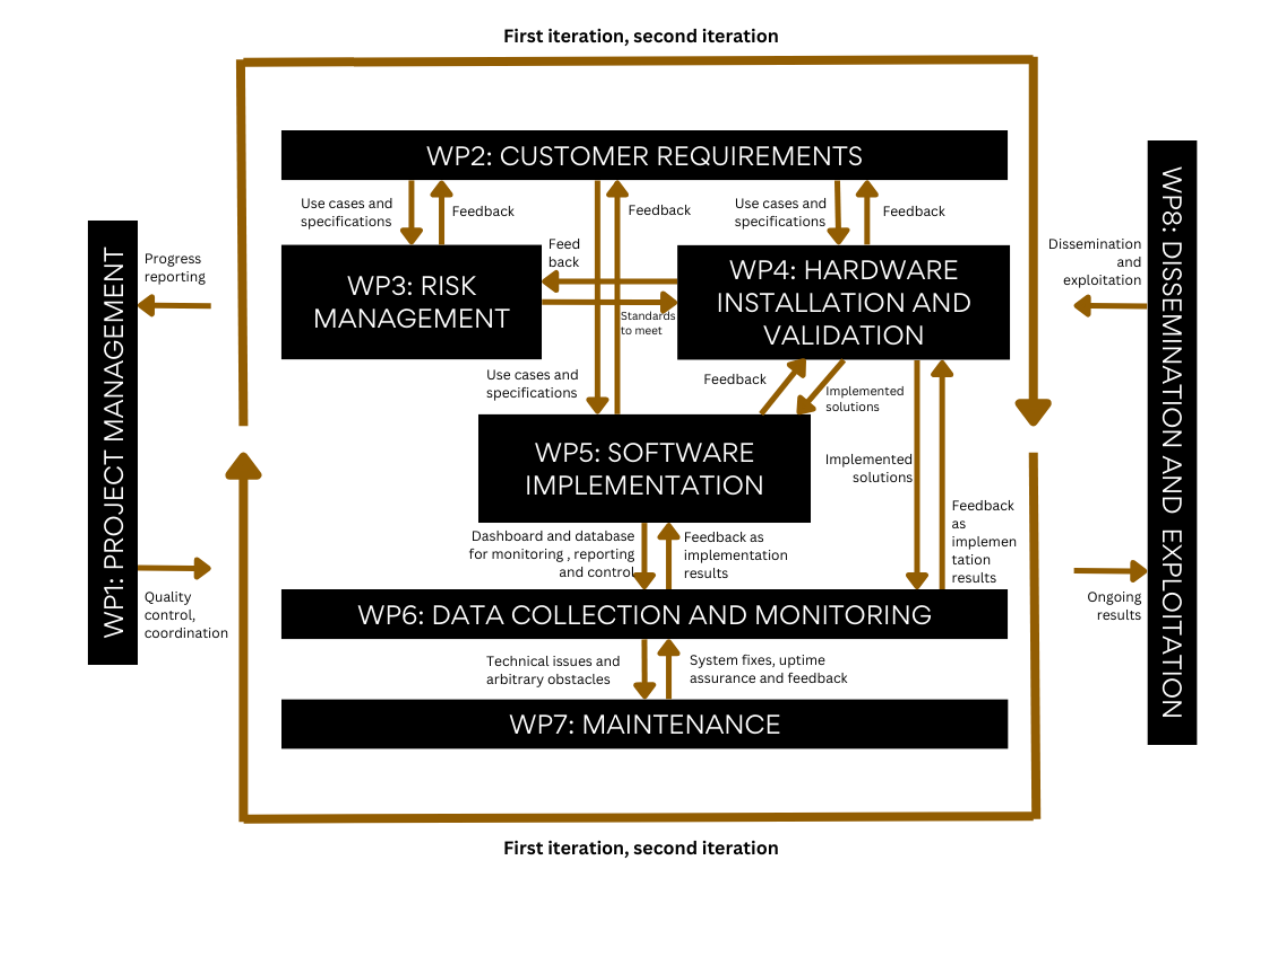 First iteration, second iteration
WP2: CUSTOMER REQUIREMENTS
Use cases and
specifications
Feedback
Feedback
Use cases and
specifications
Feedback
WP1: PROJECT MANAGEMENT
Progress
reporting
WP3: RISK
MANAGEMENT
Feed
back
Standards
to meet
WP4: HARDWARE
INSTALLATION AND
VALIDATION
Dissemination
and
exploitation
WP8: DISSEMINATION AND EXPLOITATION
Use cases and
specifications
Feedback
Implemented
solutions
WP5: SOFTWARE
IMPLEMENTATION
Implemented
solutions
Feedback
as
implemen
tation
results
Dashboard and database
for monitoring , reporting
and control
Feedback as
implementation
results
Quality
control,
coordination
Ongoing
results
WP6: DATA COLLECTION AND MONITORING
Technical issues and
arbitrary obstacles
System fixes, uptime
assurance and feedback
WP7: MAINTENANCE
First iteration, second iteration